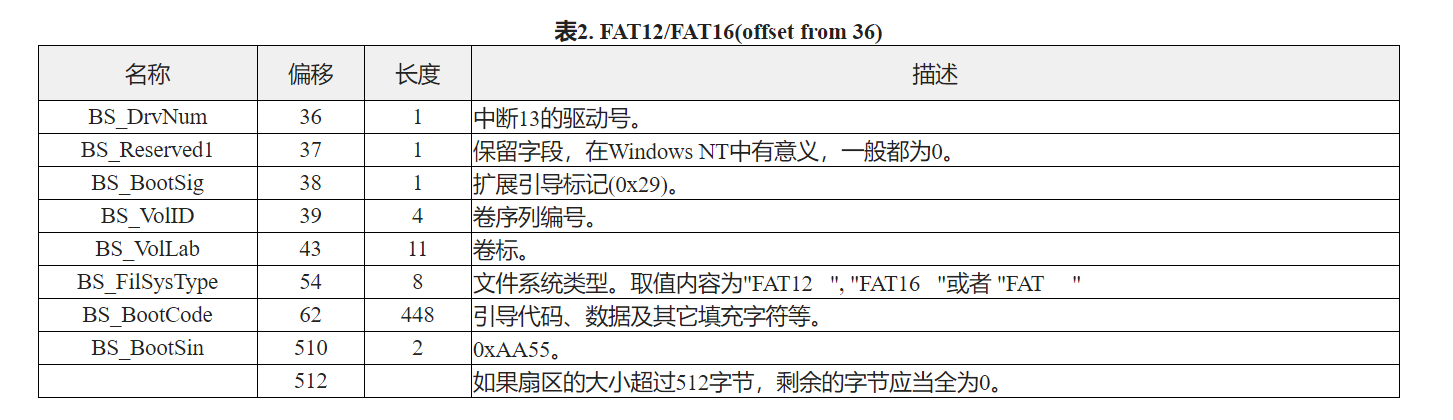 表2. FAT12/FAT16(offset from 36)
名称 偏移 长度 描述
BS_DrvNum 36 1 中断13的驱动号。
BS_Reserved1 37 1 保留字段，在Windows NT中有意义，一般都为0。
BS_BootSig 38 1 扩展引导标记(0x29)。
BS_VolID 39 4 卷序列编号。
BS_VolLab 43 11 卷标。
BS_FilSysType 54 8 文件系统类型。取值内容为"FAT12   ", "FAT16   "或者 "FAT     "
BS_BootCode 62 448 引导代码、数据及其它填充字符等。
BS_BootSin 510 2 0xAA55。
512 如果扇区的大小超过512字节，剩余的字节应当全为0。